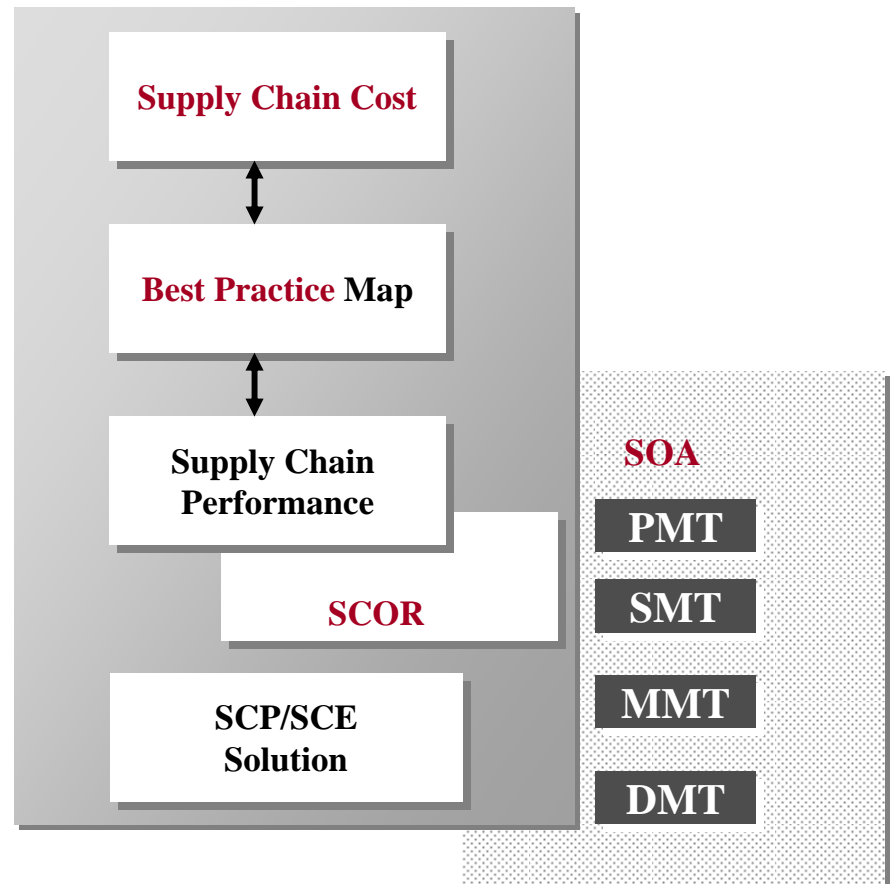 Supply Chain Cost
Best Practice Map
Supply Chain
Performance
SCOR
SCP/SCE
Solution
SOA
PMT
SMT
MMT
DMT